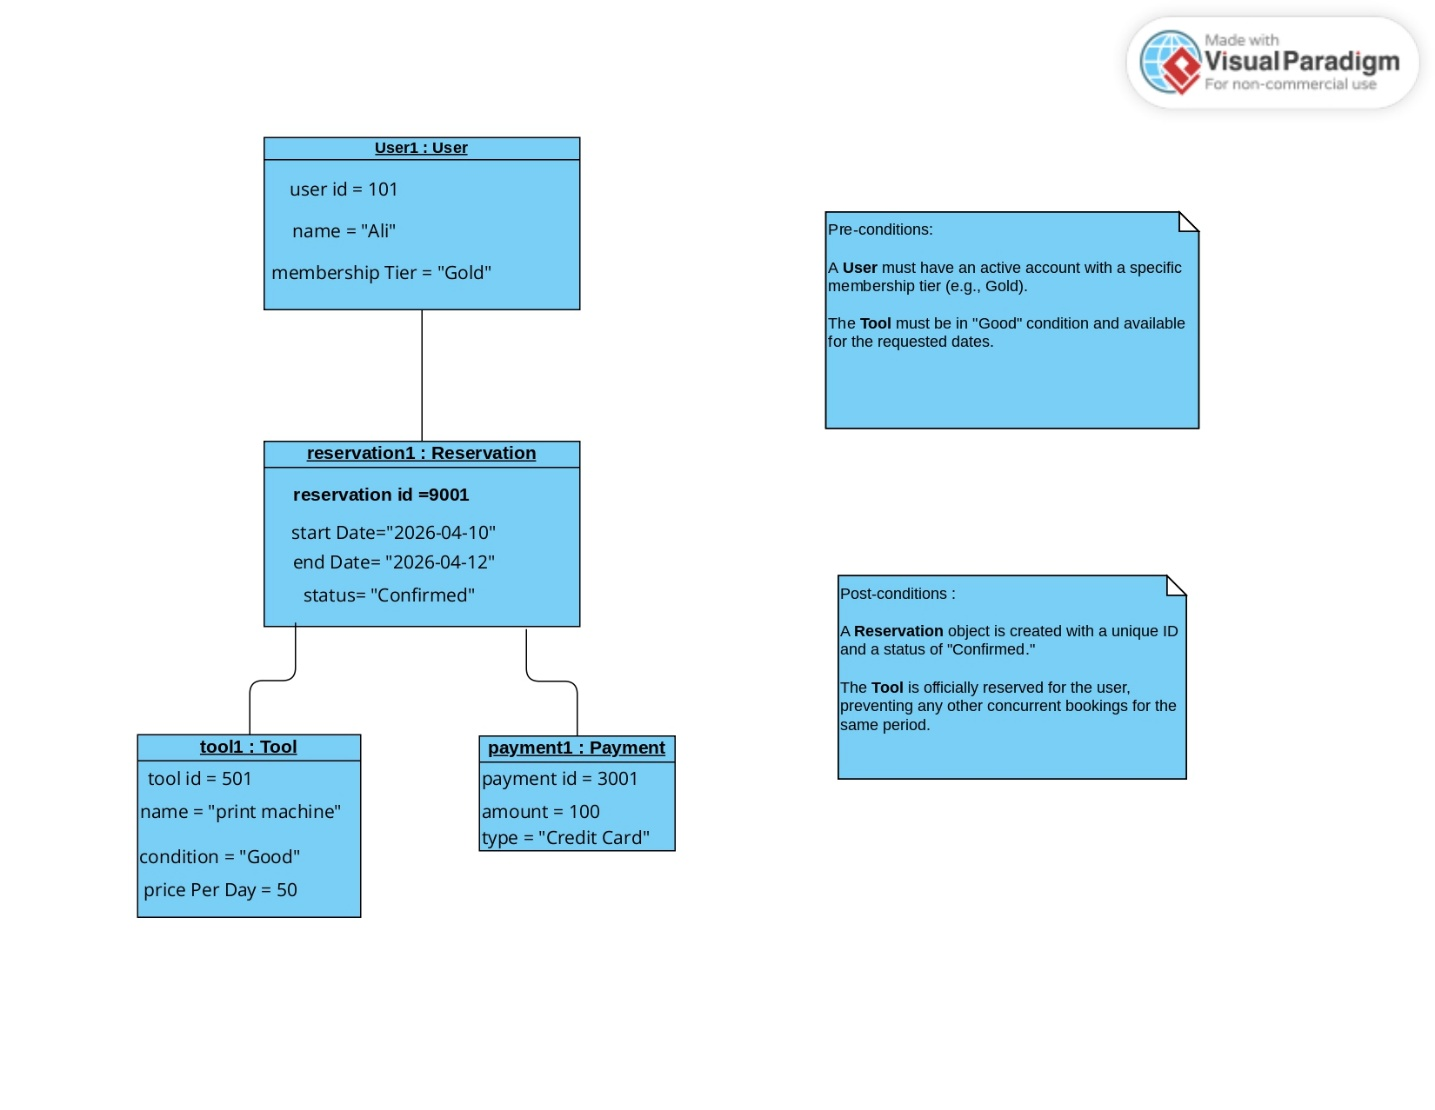 Made with
Visual Paradigm
For non-commercial use
User1 : User
user id = 101
name = "Ali"
membership Tier = "Gold"
Pre-conditions:
A User must have an active account with a specific
membership tier (e.g., Gold).
The Tool must be in "Good" condition and available
for the requested dates.
reservation1 : Reservation
reservation id =9001
start Date="2026-04-10"
end Date= "2026-04-12"
status= "Confirmed"
Post-conditions :
A Reservation object is created with a unique ID
and a status of "Confirmed."
The Tool is officially reserved for the user,
preventing any other concurrent bookings for the
same period.
tool1 : Tool
tool id = 501
name = "print machine"
condition = "Good"
price Per Day = 50
payment1 : Payment
payment id = 3001
amount = 100
type = "Credit Card"